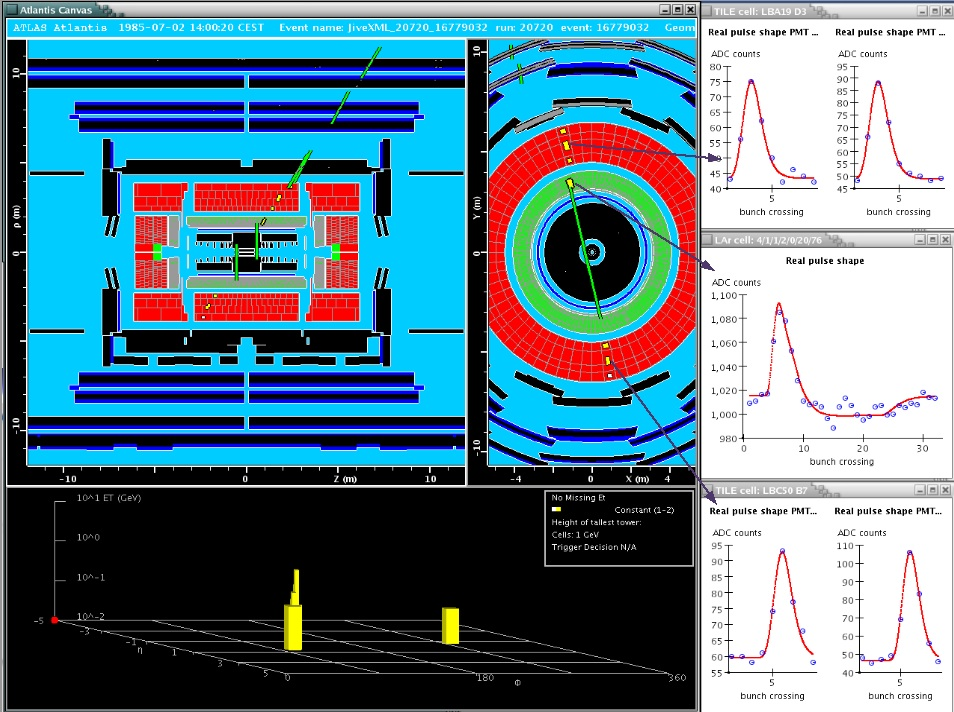 Atlantis Canvas
ATLAS Atlantis 1985-07-02 14:00:20 CEST Event name: JiveXML_20720_16779032 run: 20720 event: 16779032 Geom
10
ρ (m)
0
-10
-10 0 Z (m) 10
10
Y (m)
0
-10
-4 0 X (m) 4
10^1 ET (GeV)
10^0
10^-1
10^-2
-5
-3
-1
η
1
3
5
0
180
Φ
360
No Missing Et
Constant (1-2)
Height of tallest tower:
Cells: 1 GeV
Trigger Decision N/A
TILE cell: LBA19 D3
Real pulse shape PMT ... Real pulse shape PMT ...
ADC counts ADC counts
80 95
75 90
70 85
65 80
60 75
55 70
50 65
45 60
40 55
50
45
40
5 5
bunch crossing bunch crossing
LAr cell: 4/1/1/2/0/20/76
Real pulse shape
ADC counts
1,100
1,080
1,060
1,040
1,020
1,000
980
0 10 20 30
bunch crossing
TILE cell: LBC50 B7
Real pulse shape PMT... Real pulse shape PMT...
ADC counts ADC counts
95 110
90 100
85 90
80 80
75 70
70 60
65 50
60 40
55
5 5
bunch crossing bunch crossing